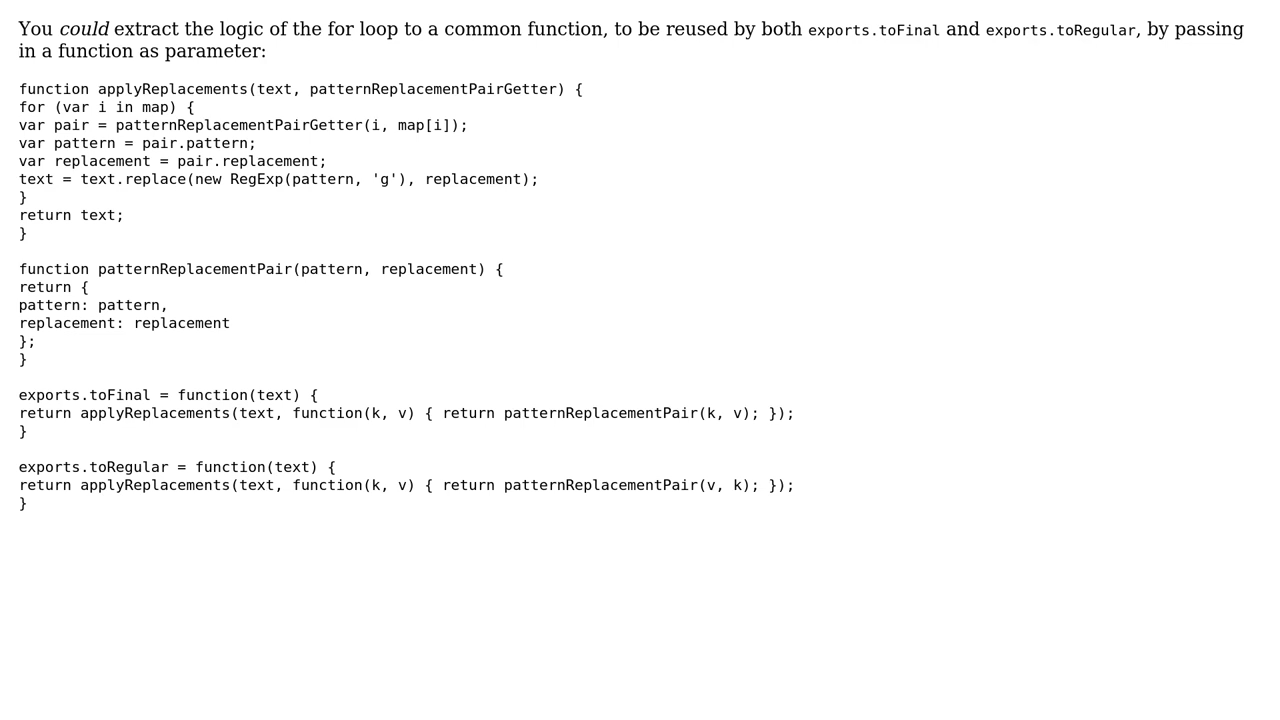 You could extract the logic of the for loop to a common function, to be reused by both exports.toFinal and exports.toRegular, by passing
in a function as parameter:
function applyReplacements(text, patternReplacementPairGetter) {
for (var i in map) {
var pair = patternReplacementPairGetter(i, map[i]);
var pattern = pair.pattern;
var replacement = pair.replacement;
text = text.replace(new RegExp(pattern, 'g'), replacement);
}
return text;
}
function patternReplacementPair(pattern, replacement) {
return {
pattern: pattern,
replacement: replacement
};
}
exports.toFinal = function(text) {
return applyReplacements(text, function(k, v) { return patternReplacementPair(k, v); });
}
exports.toRegular = function(text) {
return applyReplacements(text, function(k, v) { return patternReplacementPair(v, k); });
}